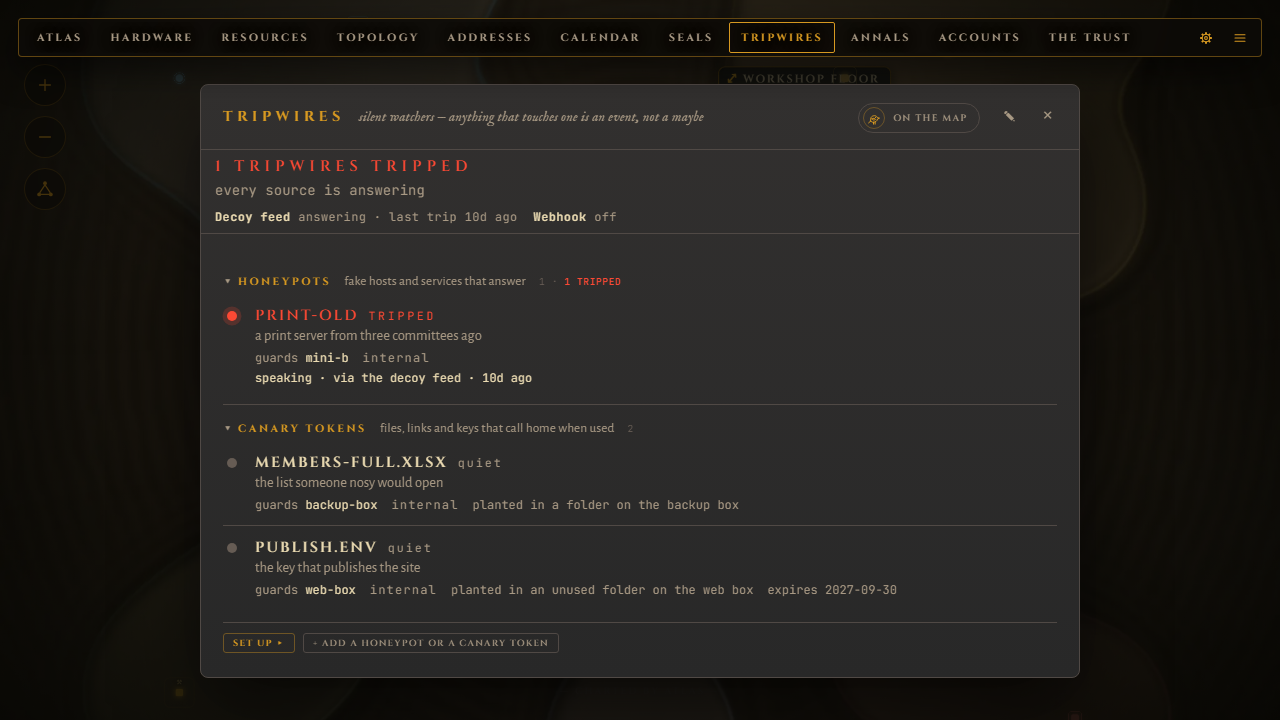 ATLAS HARDWARE RESOURCES TOPOLOGY ADDRESSES CALENDAR SEALS TRIPWIRES ANNALS ACCOUNTS THE TRUST
WORKSHOP FLOOR
TRIPWIRES silent watchers — anything that touches one is an event, not a maybe ON THE MAP
1 TRIPWIRES TRIPPED
every source is answering
Decoy feed answering · last trip 10d ago Webhook off
▾ HONEYPOTS fake hosts and services that answer 1 · 1 TRIPPED
PRINT-OLD TRIPPED
a print server from three committees ago
guards mini-b internal
speaking · via the decoy feed · 10d ago
▾ CANARY TOKENS files, links and keys that call home when used 2
MEMBERS-FULL.XLSX quiet
the list someone nosy would open
guards backup-box internal planted in a folder on the backup box
PUBLISH.ENV quiet
the key that publishes the site
guards web-box internal planted in an unused folder on the web box expires 2027-09-30
SET UP ▸ + ADD A HONEYPOT OR A CANARY TOKEN